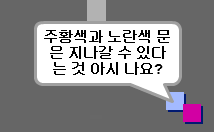 주황색과 노란색 문
은 지나갈 수 있다
는 것 아시 나요?